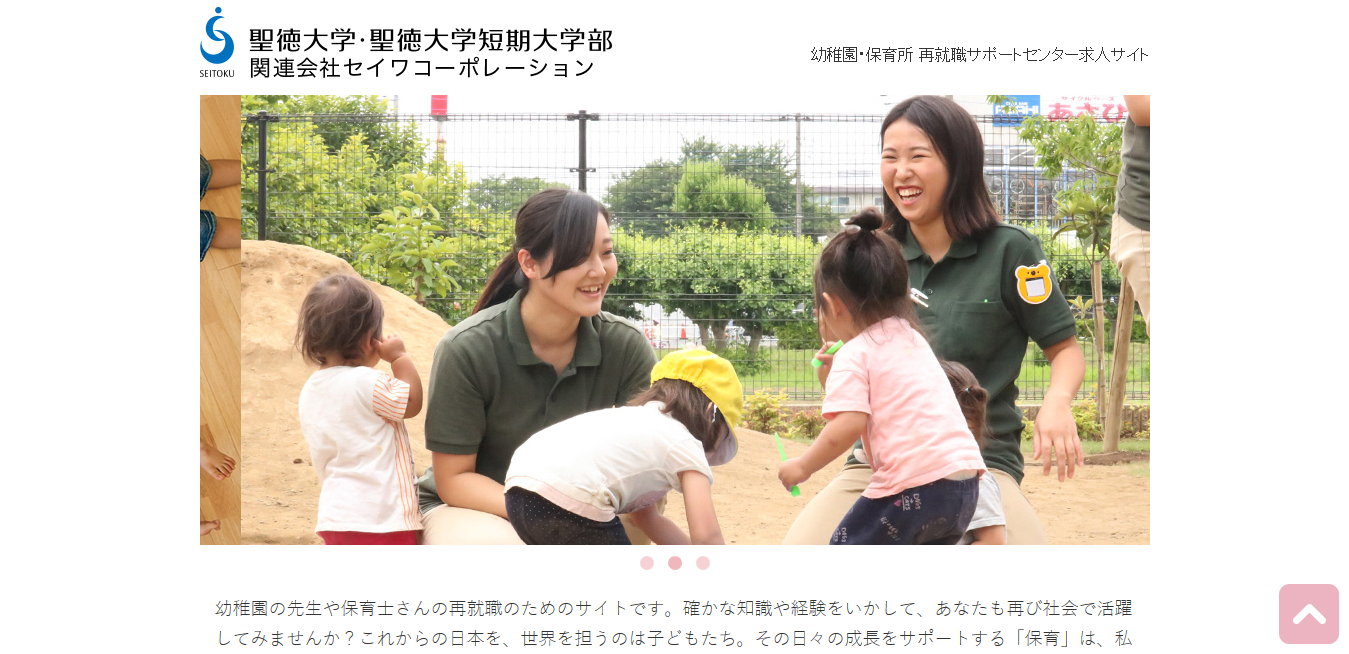 聖徳大学・聖徳大学短期大学部
関連会社セイワコーポレーション
SEITOKU
幼稚園・保育所 再就職サポートセンター求人サイト
あさひ
幼稚園の先生や保育士さんの再就職のためのサイトです。確かな知識や経験をいかして、あなたも再び社会で活躍
してみませんか？これからの日本を、世界を担うのは子どもたち。その日々の成長をサポートする「保育」は、私